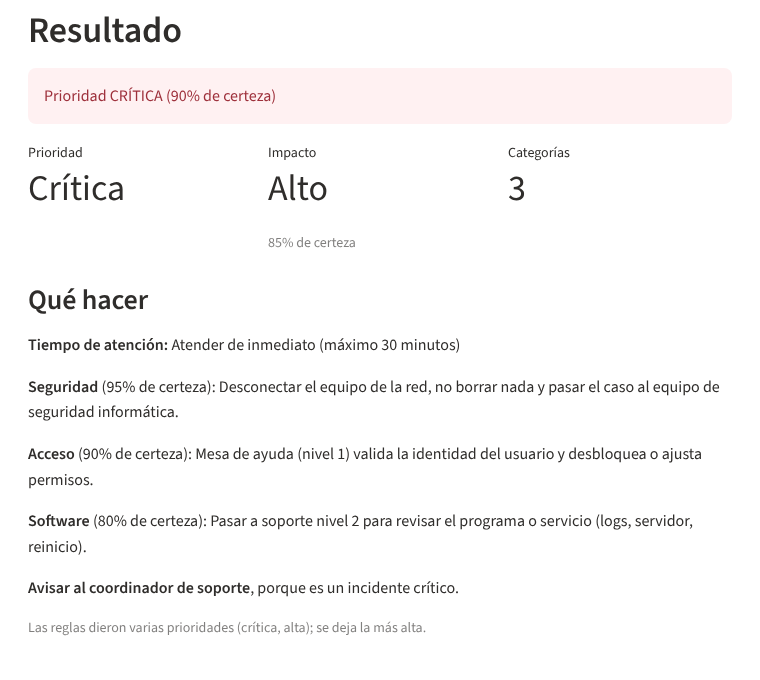 Resultado
Prioridad CRÍTICA (90% de certeza)
Prioridad
Impacto
Categorías
Crítica
Alto
3
85% de certeza
Qué hacer
Tiempo de atención: Atender de inmediato (máximo 30 minutos)
Seguridad (95% de certeza): Desconectar el equipo de la red, no borrar nada y pasar el caso al equipo de
seguridad informática.
Acceso (90% de certeza): Mesa de ayuda (nivel 1) valida la identidad del usuario y desbloquea o ajusta
permisos.
Software (80% de certeza): Pasar a soporte nivel 2 para revisar el programa o servicio (logs, servidor,
reinicio).
Avisar al coordinador de soporte, porque es un incidente crítico.
Las reglas dieron varias prioridades (crítica, alta); se deja la más alta.